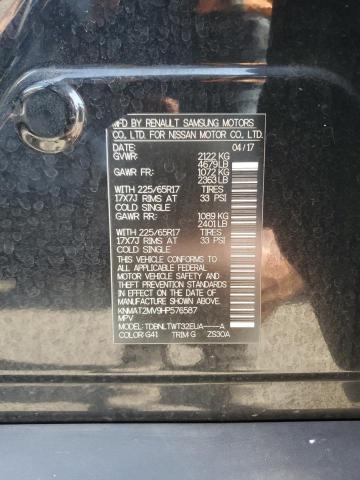 MFD BY RENAULT SAMSUNG MOTORS
CO., LTD. FOR NISSAN MOTOR CO., LTD.
DATE: 04/17
GVWR: 2122 KG
4679 LB
GAWR FR: 1072 KG
2363 LB
WITH 225/65R17 TIRES
17X7J RIMS AT 33 PSI
COLD SINGLE
GAWR RR: 1089 KG
2401 LB
WITH 225/65R17 TIRES
17X7J RIMS AT 33 PSI
COLD SINGLE
THIS VEHICLE CONFORMS TO ALL
APPLICABLE U.S. FEDERAL
MOTOR VEHICLE SAFETY AND
THEFT PREVENTION STANDARDS
IN EFFECT ON THE DATE OF
MANUFACTURE SHOWN ABOVE.
KNMAT2MV9HP576587
MPV
MODEL: TDBNLTWT32EUA----A
COLOR: G41 TRIM: G ZS30A